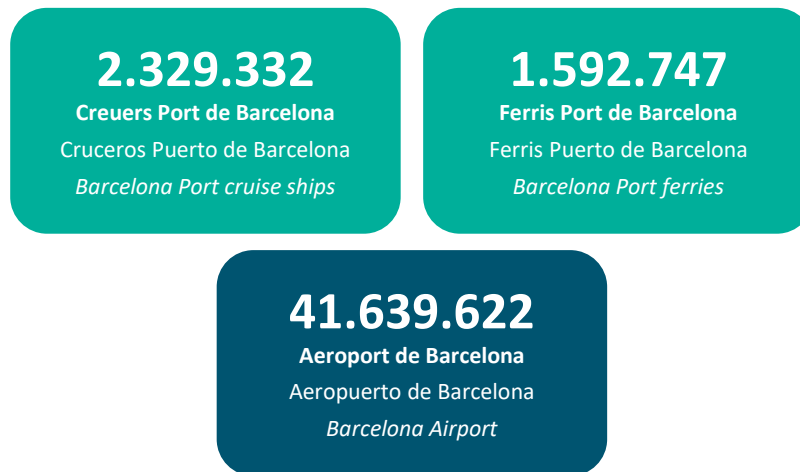 2.329.332
Creuers Port de Barcelona
Cruceros Puerto de Barcelona
Barcelona Port cruise ships
1.592.747
Ferris Port de Barcelona
Ferris Puerto de Barcelona
Barcelona Port ferries
41.639.622
Aeroport de Barcelona
Aeropuerto de Barcelona
Barcelona Airport